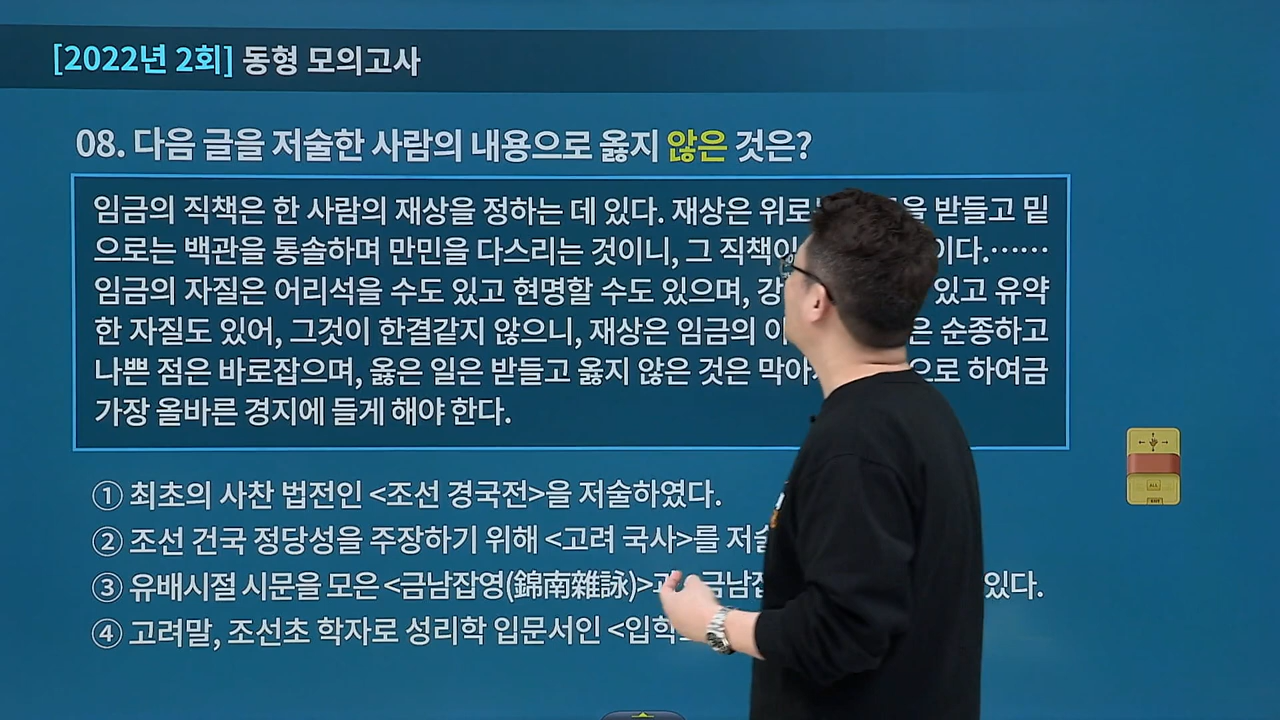 [2022년 2회] 동형 모의고사
08. 다음 글을 저술한 사람의 내용으로 옳지 않은 것은?
임금의 직책은 한 사람의 재상을 정하는 데 있다. 재상은 위로 을 받들고 밑
으로는 백관을 통솔하며 만민을 다스리는 것이니, 그 직책이 이다.……
임금의 자질은 어리석을 수도 있고 현명할 수도 있으며, 강 있고 유약
한 자질도 있어, 그것이 한결같지 않으니, 재상은 임금의 은 순종하고
나쁜 점은 바로잡으며, 옳은 일은 받들고 옳지 않은 것은 막아 으로 하여금
가장 올바른 경지에 들게 해야 한다.
① 최초의 사찬 법전인 <조선 경국전>을 저술하였다.
② 조선 건국 정당성을 주장하기 위해 <고려 국사>를 저술
③ 유배시절 시문을 모은 <금남잡영(錦南雜詠)>과 금남잡 있다.
④ 고려말, 조선초 학자로 성리학 입문서인 <입학
ALL